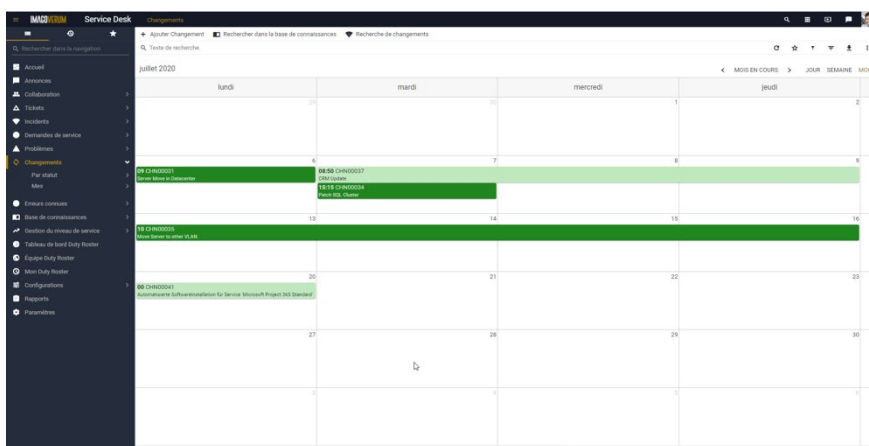 IMAGOVERUM Service Desk Changements
+ Ajouter Changement Rechercher dans la base de connaissances Recherche de changements
Rechercher dans la navigation
Texte de recherche
Accueil
Annonces
Collaboration
Tickets
Incidents
Demandes de service
Problèmes
Changements
Par statut
Mes
Erreurs connues
Base de connaissances
Gestion du niveau de service
Tableau de bord Duty Roster
Équipe Duty Roster
Mon Duty Roster
Configurations
Rapports
Paramètres
juillet 2020
< MOIS EN COURS > JOUR SEMAINE
lundi mardi mercredi jeudi
29 30 1 2
6 7 8 9
09 CHN00031
Server Move in Datacenter
08:50 CHN00037
CRM Update
15:15 CHN00034
Patch SQL Cluster
13 14 15 16
10 CHN00035
Move Server to other VLAN
20 21 22 23
00 CHN00041
Automatisierte Softwareinstallation für Service 'Microsoft Project 365 Standard'
27 28 29 30
3 4 5 6